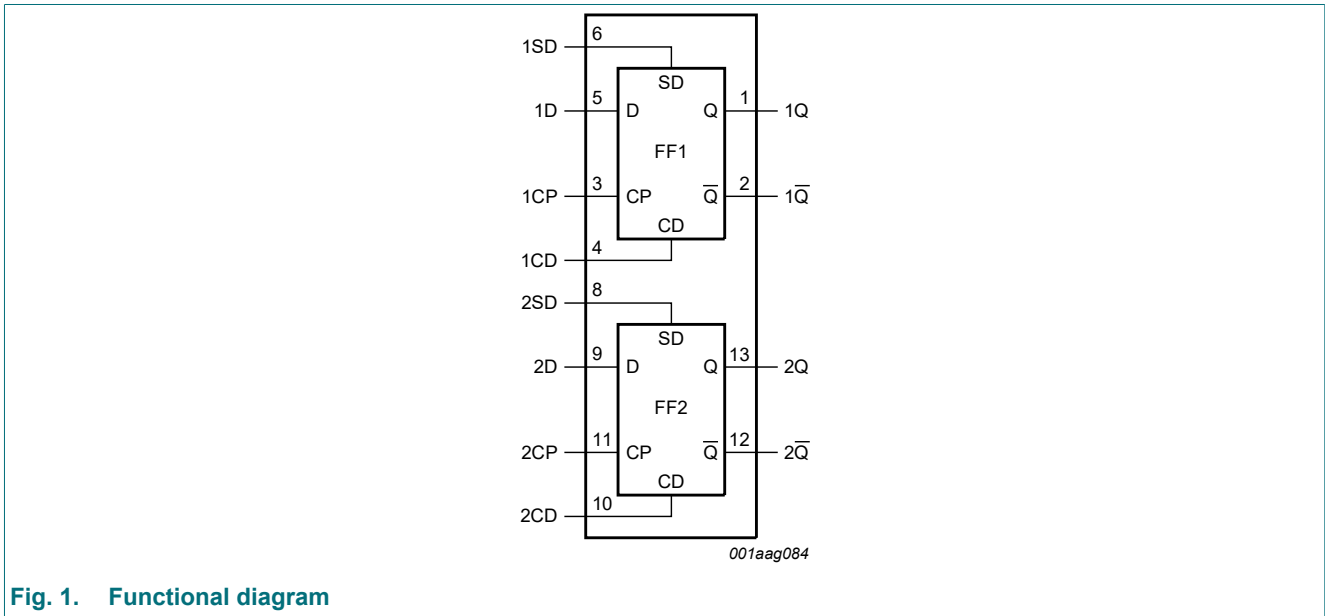 6
1SD
SD
5
1
1D
D
Q
1Q
FF1
3
2
1CP
CP
Q̅
1Q̅
CD
4
1CD
8
2SD
SD
9
13
2D
D
Q
2Q
FF2
11
12
2CP
CP
Q̅
2Q̅
CD
10
2CD
001aag084
Fig. 1. Functional diagram